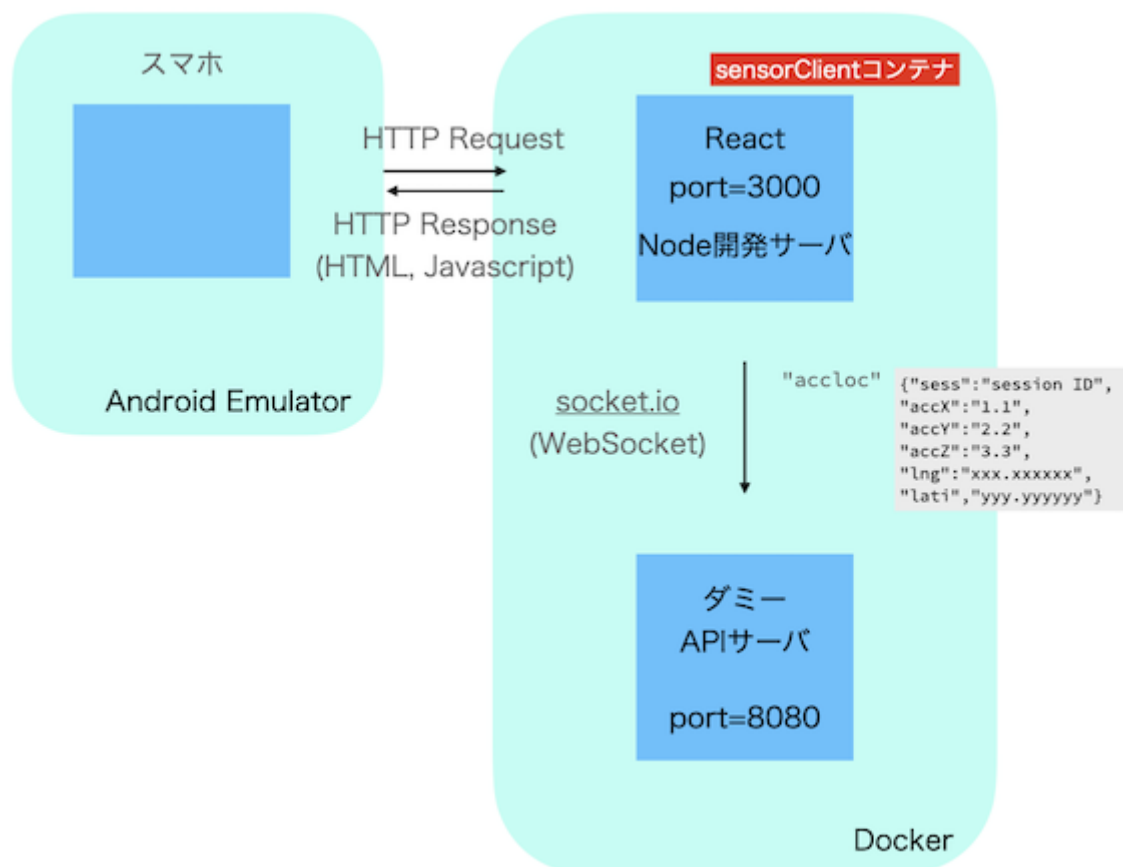 スマホ
Android Emulator
HTTP Request
HTTP Response
(HTML, Javascript)
sensorClientコンテナ
React
port=3000
Node開発サーバ
socket.io
(WebSocket)
"accloc"
{"sess":"session ID",
"accX":"1.1",
"accY":"2.2",
"accZ":"3.3",
"lng":"xxx.xxxxxx",
"lati","yyy.yyyyyy"}
ダミー
APIサーバ
port=8080
Docker